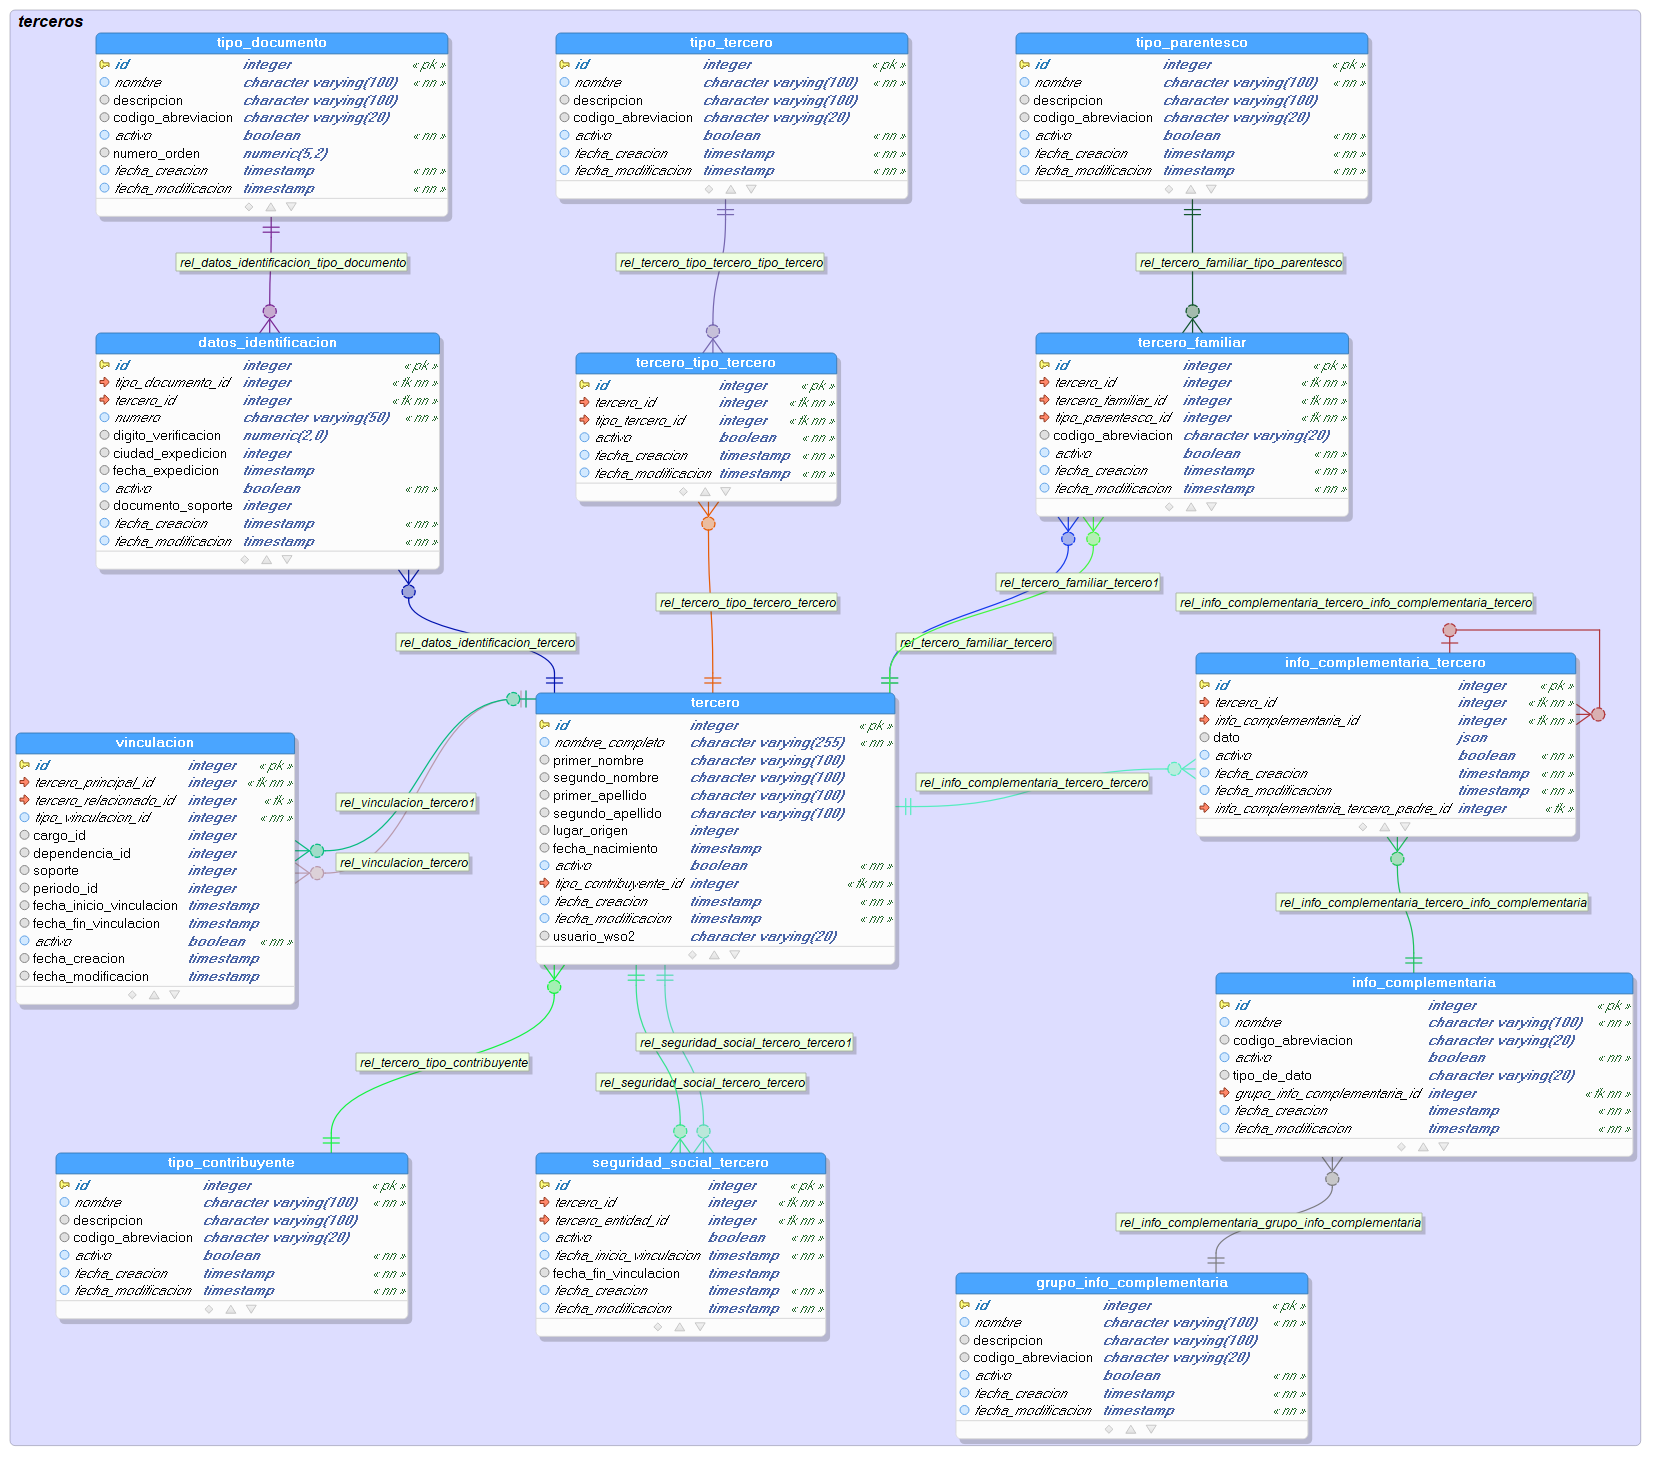 terceros
tipo_documento
id integer « pk »
nombre character varying(100) « nn »
descripcion character varying(100)
codigo_abreviacion character varying(20)
activo boolean « nn »
numero_orden numeric(5,2)
fecha_creacion timestamp « nn »
fecha_modificacion timestamp « nn »
tipo_tercero
id integer « pk »
nombre character varying(100) « nn »
descripcion character varying(100)
codigo_abreviacion character varying(20)
activo boolean « nn »
fecha_creacion timestamp « nn »
fecha_modificacion timestamp « nn »
tipo_parentesco
id integer « pk »
nombre character varying(100) « nn »
descripcion character varying(100)
codigo_abreviacion character varying(20)
activo boolean « nn »
fecha_creacion timestamp « nn »
fecha_modificacion timestamp « nn »
rel_datos_identificacion_tipo_documento
rel_tercero_tipo_tercero_tipo_tercero
rel_tercero_familiar_tipo_parentesco
datos_identificacion
id integer « pk »
tipo_documento_id integer « fk nn »
tercero_id integer « fk nn »
numero character varying(50) « nn »
digito_verificacion numeric(2,0)
ciudad_expedicion integer
fecha_expedicion timestamp
activo boolean « nn »
documento_soporte integer
fecha_creacion timestamp « nn »
fecha_modificacion timestamp « nn »
tercero_tipo_tercero
id integer « pk »
tercero_id integer « fk nn »
tipo_tercero_id integer « fk nn »
activo boolean « nn »
fecha_creacion timestamp « nn »
fecha_modificacion timestamp « nn »
tercero_familiar
id integer « pk »
tercero_id integer « fk nn »
tercero_familiar_id integer « fk nn »
tipo_parentesco_id integer « fk nn »
codigo_abreviacion character varying(20)
activo boolean « nn »
fecha_creacion timestamp « nn »
fecha_modificacion timestamp « nn »
rel_tercero_familiar_tercero1
rel_tercero_tipo_tercero_tercero
rel_info_complementaria_tercero_info_complementaria_tercero
rel_datos_identificacion_tercero
rel_tercero_familiar_tercero
info_complementaria_tercero
id integer « pk »
tercero_id integer « fk nn »
info_complementaria_id integer « fk nn »
dato json
activo boolean « nn »
fecha_creacion timestamp « nn »
fecha_modificacion timestamp « nn »
info_complementaria_tercero_padre_id integer « fk »
tercero
id integer « pk »
nombre_completo character varying(255) « nn »
primer_nombre character varying(100)
segundo_nombre character varying(100)
primer_apellido character varying(100)
segundo_apellido character varying(100)
lugar_origen integer
fecha_nacimiento timestamp
activo boolean « nn »
tipo_contribuyente_id integer « fk nn »
fecha_creacion timestamp « nn »
fecha_modificacion timestamp « nn »
usuario_wso2 character varying(20)
vinculacion
id integer « pk »
tercero_principal_id integer « fk nn »
tercero_relacionado_id integer « fk »
tipo_vinculacion_id integer « nn »
cargo_id integer
dependencia_id integer
soporte integer
periodo_id integer
fecha_inicio_vinculacion timestamp
fecha_fin_vinculacion timestamp
activo boolean « nn »
fecha_creacion timestamp
fecha_modificacion timestamp
rel_info_complementaria_tercero_tercero
rel_vinculacion_tercero1
rel_vinculacion_tercero
rel_info_complementaria_tercero_info_complementaria
info_complementaria
id integer « pk »
nombre character varying(100) « nn »
codigo_abreviacion character varying(20)
activo boolean « nn »
tipo_de_dato character varying(20)
grupo_info_complementaria_id integer « fk nn »
fecha_creacion timestamp « nn »
fecha_modificacion timestamp « nn »
rel_seguridad_social_tercero_tercero1
rel_tercero_tipo_contribuyente
rel_seguridad_social_tercero_tercero
tipo_contribuyente
id integer « pk »
nombre character varying(100) « nn »
descripcion character varying(100)
codigo_abreviacion character varying(20)
activo boolean « nn »
fecha_creacion timestamp « nn »
fecha_modificacion timestamp « nn »
seguridad_social_tercero
id integer « pk »
tercero_id integer « fk nn »
tercero_entidad_id integer « fk nn »
activo boolean « nn »
fecha_inicio_vinculacion timestamp « nn »
fecha_fin_vinculacion timestamp
fecha_creacion timestamp « nn »
fecha_modificacion timestamp « nn »
rel_info_complementaria_grupo_info_complementaria
grupo_info_complementaria
id integer « pk »
nombre character varying(100) « nn »
descripcion character varying(100)
codigo_abreviacion character varying(20)
activo boolean « nn »
fecha_creacion timestamp « nn »
fecha_modificacion timestamp « nn »